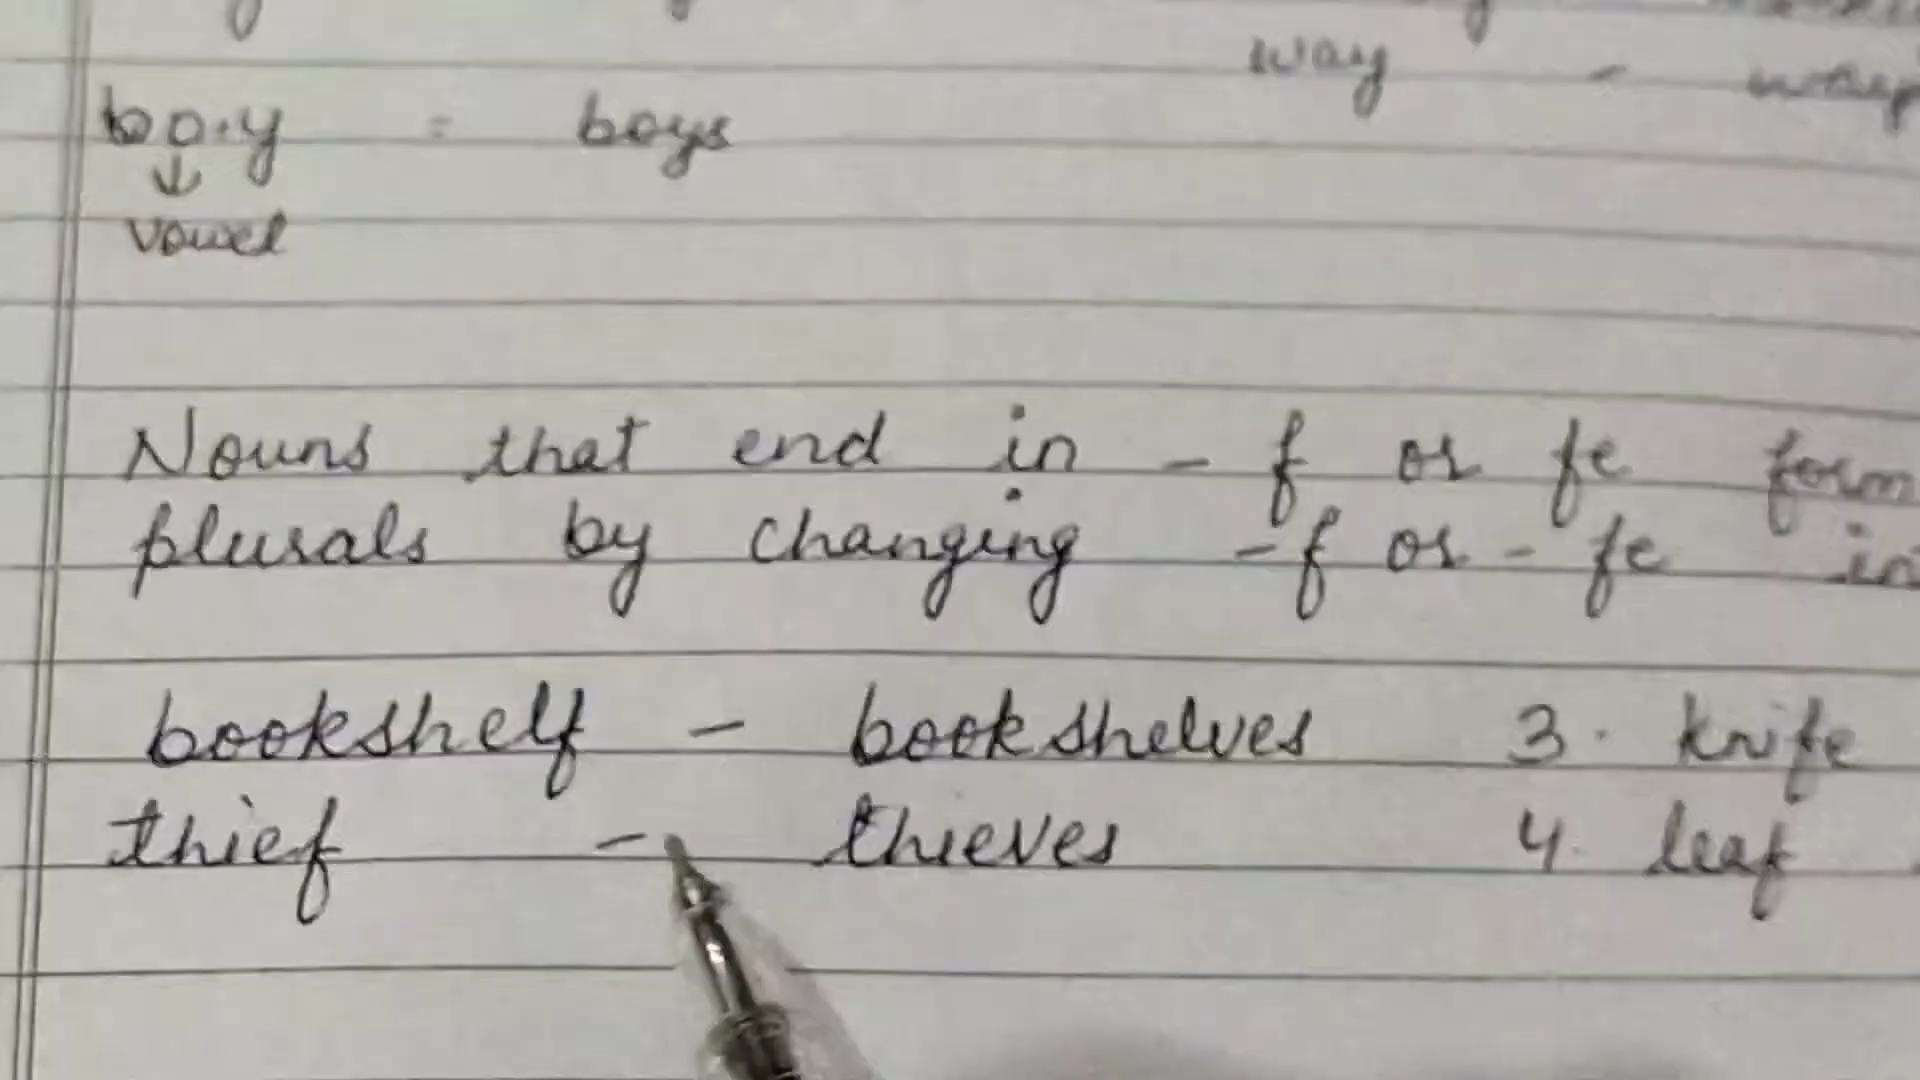 way -
boy = boys
↓
vowel
Nouns that end in - f or fe form
plurals by changing - f or - fe in
bookshelf - bookshelves 3. knife
thief - thieves 4. leaf